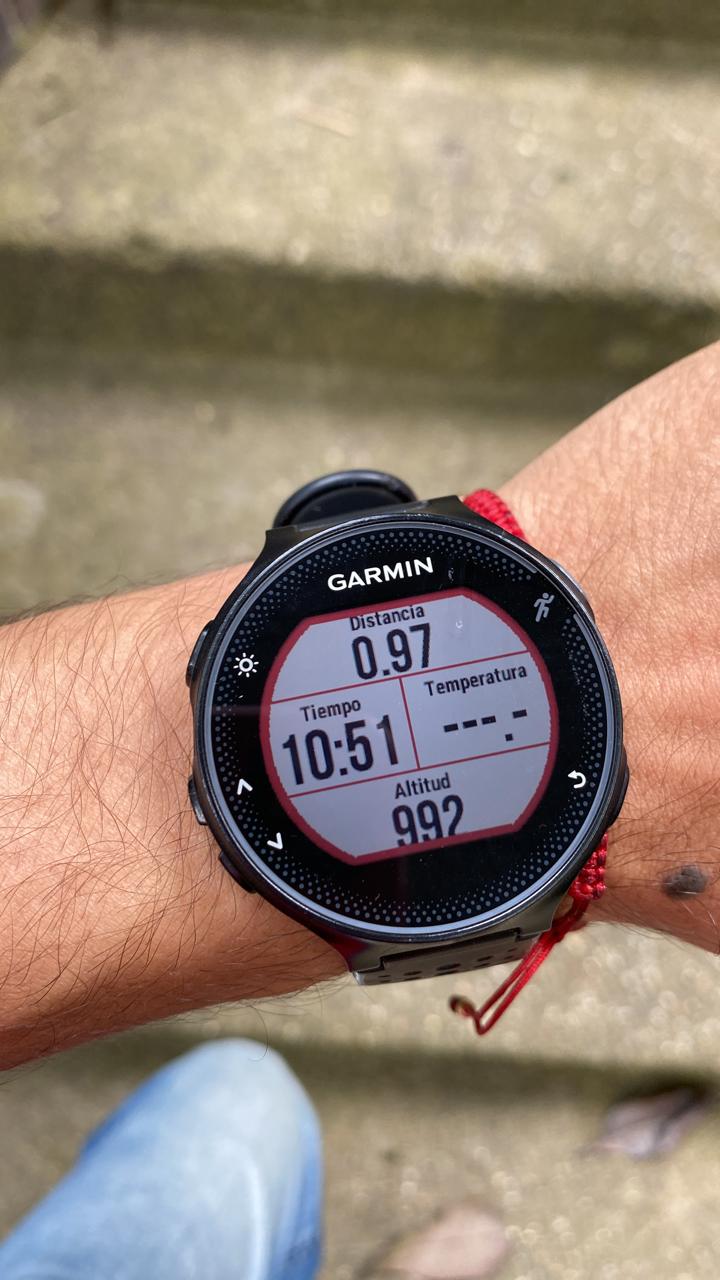 GARMIN
Distancia
0.97
Tiempo
10:51
Temperatura
---.-
Altitud
992